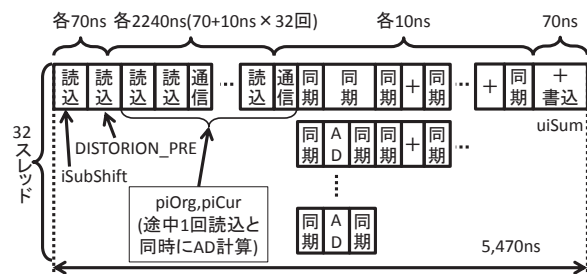 各70ns 各2240ns(70+10ns×32回) 各10ns 70ns
読込 読込 読込 読込 通信 … 読込 通信 同期 同期 同期 + 同期 … + 同期 +書込
32スレッド
同期 AD 同期 + 同期 …
uiSum
DISTORION_PRE
iSubShift
piOrg,piCur
(途中1回読込と
同時にAD計算)
同期 AD 同期
5,470ns